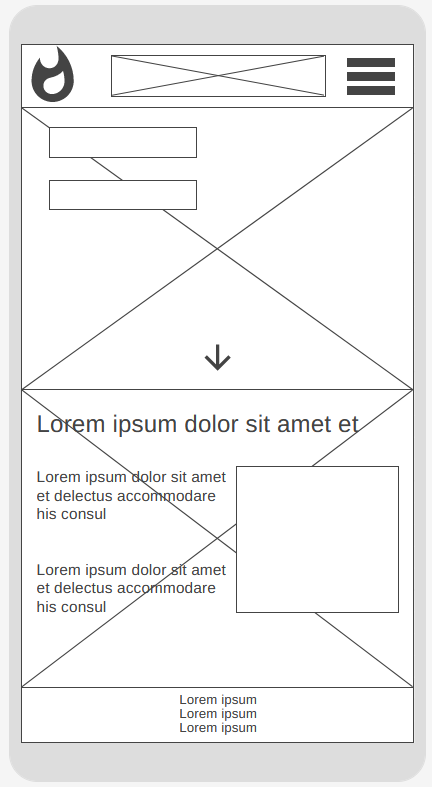 Lorem ipsum dolor sit amet et
Lorem ipsum dolor sit amet
et delectus accommodare
his consul
Lorem ipsum dolor sit amet
et delectus accommodare
his consul
Lorem ipsum
Lorem ipsum
Lorem ipsum